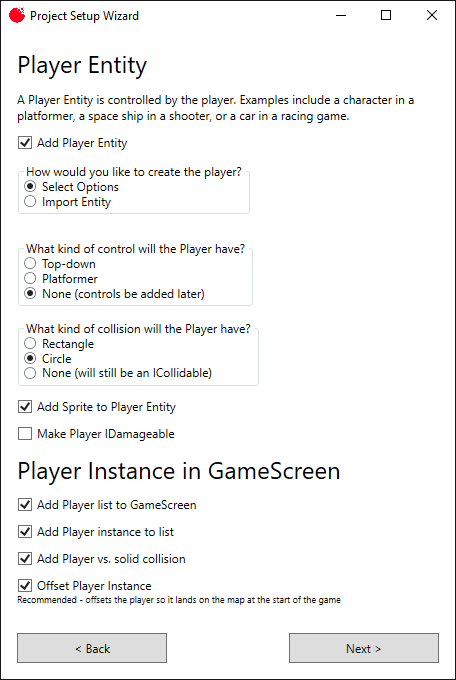 Project Setup Wizard
Player Entity
A Player Entity is controlled by the player. Examples include a character in a
platformer, a space ship in a shooter, or a car in a racing game.
Add Player Entity
How would you like to create the player?
Select Options
Import Entity
What kind of control will the Player have?
Top-down
Platformer
None (controls be added later)
What kind of collision will the Player have?
Rectangle
Circle
None (will still be an ICollidable)
Add Sprite to Player Entity
Make Player IDamageable
Player Instance in GameScreen
Add Player list to GameScreen
Add Player instance to list
Add Player vs. solid collision
Offset Player Instance
Recommended - offsets the player so it lands on the map at the start of the game
< Back
Next >